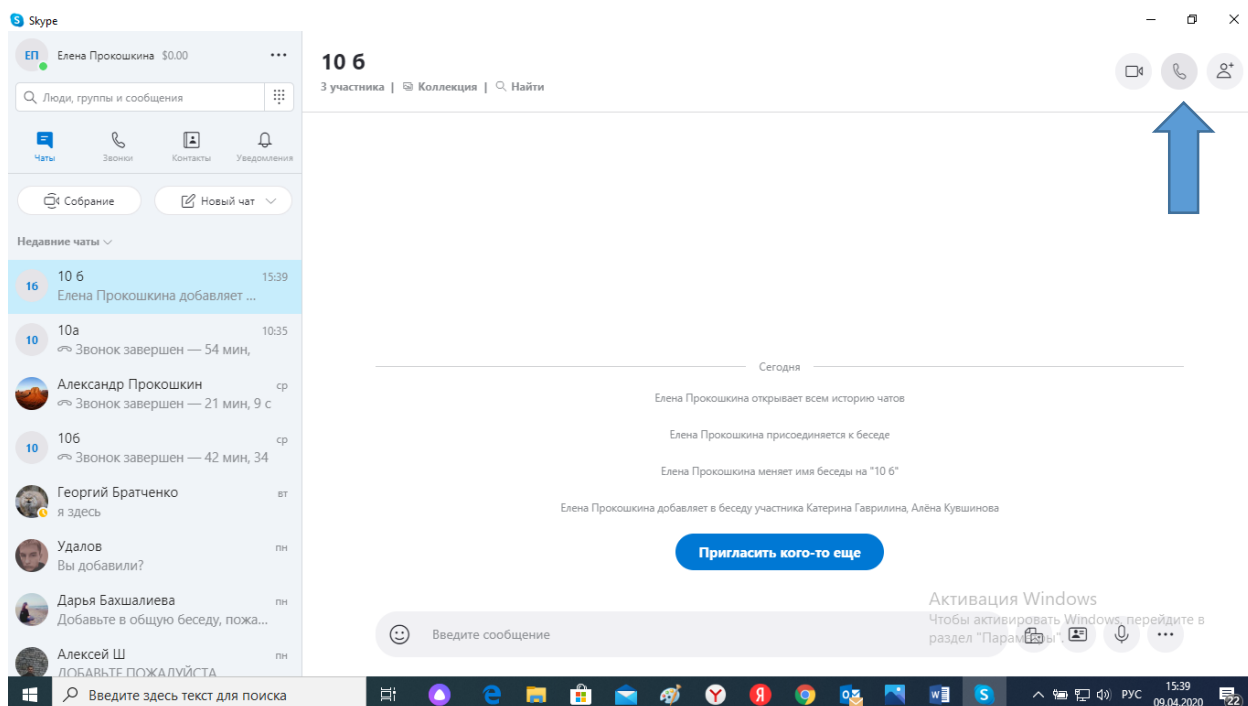 Skype
ЕП Елена Прокошкина $0.00
Люди, группы и сообщения
Чаты Звонки Контакты Уведомления
Собрание Новый чат
Недавние чаты
16 10 б 15:39
Елена Прокошкина добавляет ...
10 10а 10:35
Звонок завершен — 54 мин,
Александр Прокошкин ср
Звонок завершен — 21 мин, 9 с
10 10б ср
Звонок завершен — 42 мин, 34
Георгий Братченко вт
я здесь
Удалов пн
Вы добавили?
Дарья Бахшалиева пн
Добавьте в общую беседу, пожа...
Алексей Ш пн
ДОБАВЬТЕ ПОЖАЛУЙСТА
10 б
3 участника | Коллекция | Найти
Сегодня
Елена Прокошкина открывает всем историю чатов
Елена Прокошкина присоединяется к беседе
Елена Прокошкина меняет имя беседы на "10 б"
Елена Прокошкина добавляет в беседу участника Катерина Гаврилина, Алёна Кувшинова
Пригласить кого-то еще
Введите сообщение
Активация Windows
Чтобы активировать Windows, перейдите в
раздел "Параметры".
Введите здесь текст для поиска
РУС 15:39
09.04.2020
22